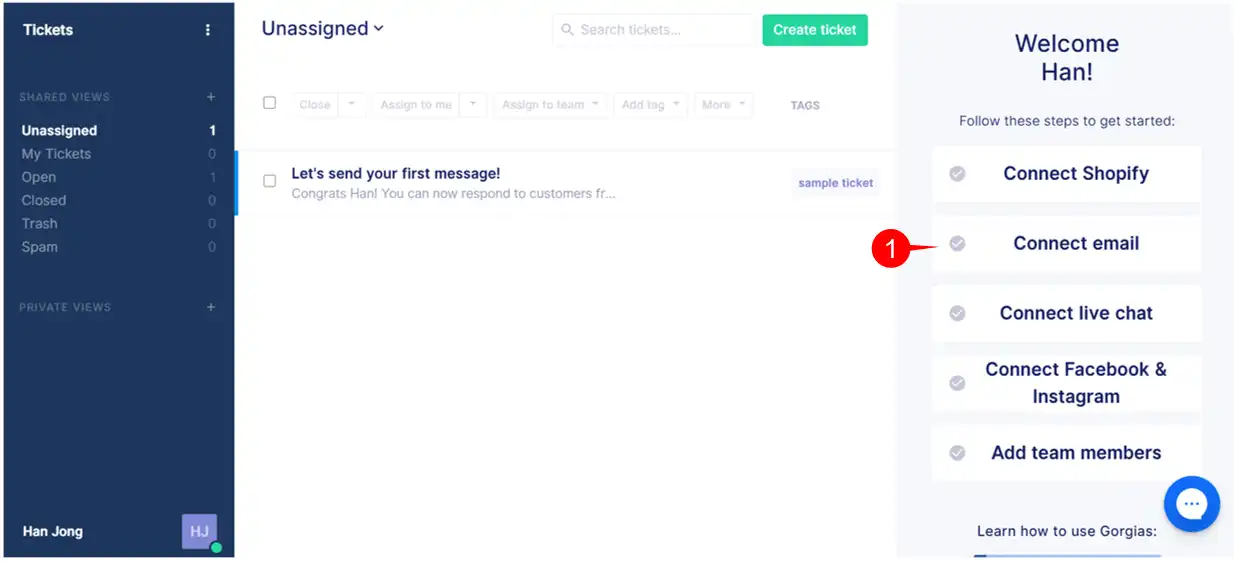 Tickets
SHARED VIEWS +
Unassigned 1
My Tickets 0
Open 1
Closed 0
Trash 0
Spam 0
PRIVATE VIEWS +
Han Jong HJ
Unassigned
Search tickets...
Create ticket
Close Assign to me Assign to team Add tag More TAGS
Let's send your first message!
Congrats Han! You can now respond to customers fr...
sample ticket
Welcome
Han!
Follow these steps to get started:
Connect Shopify
1
Connect email
Connect live chat
Connect Facebook &
Instagram
Add team members
Learn how to use Gorgias: